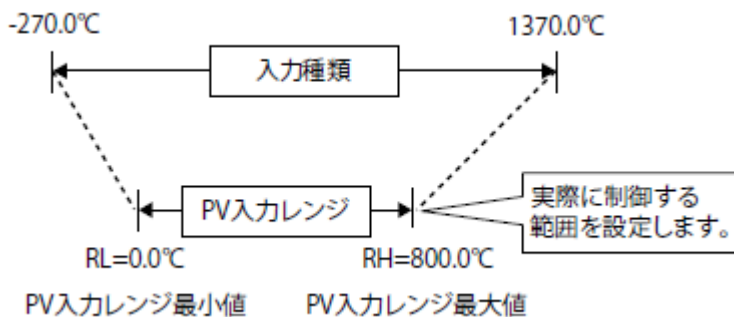 -270.0℃
1370.0℃
入力種類
PV入力レンジ
実際に制御する
範囲を設定します。
RL=0.0℃
RH=800.0℃
PV入力レンジ最小値
PV入力レンジ最大値